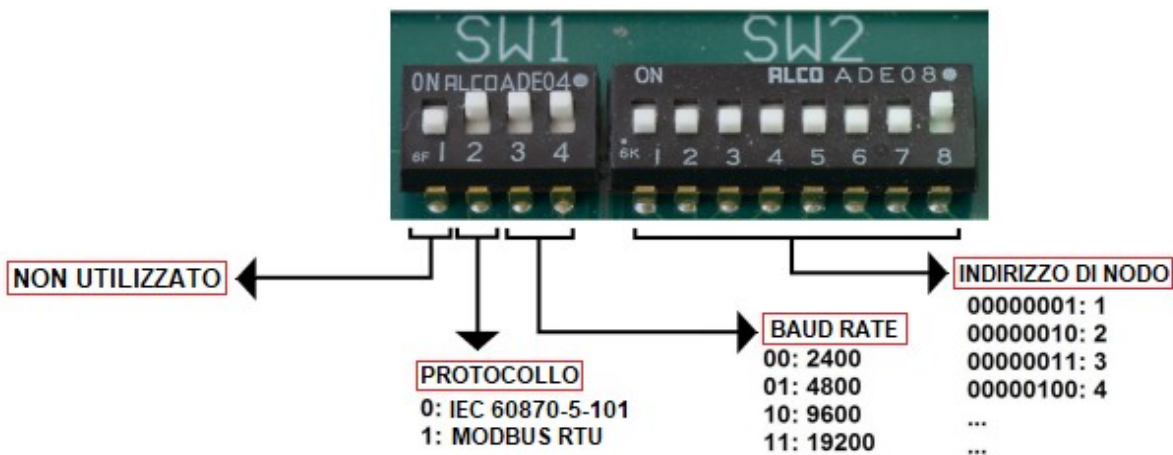 SW1 SW2
ON ALCO ADE04
ON ALCO ADE08
6F 1 2 3 4
6K 1 2 3 4 5 6 7 8
NON UTILIZZATO
INDIRIZZO DI NODO
00000001: 1
00000010: 2
00000011: 3
00000100: 4
...
...
BAUD RATE
00: 2400
01: 4800
10: 9600
11: 19200
PROTOCOLLO
0: IEC 60870-5-101
1: MODBUS RTU